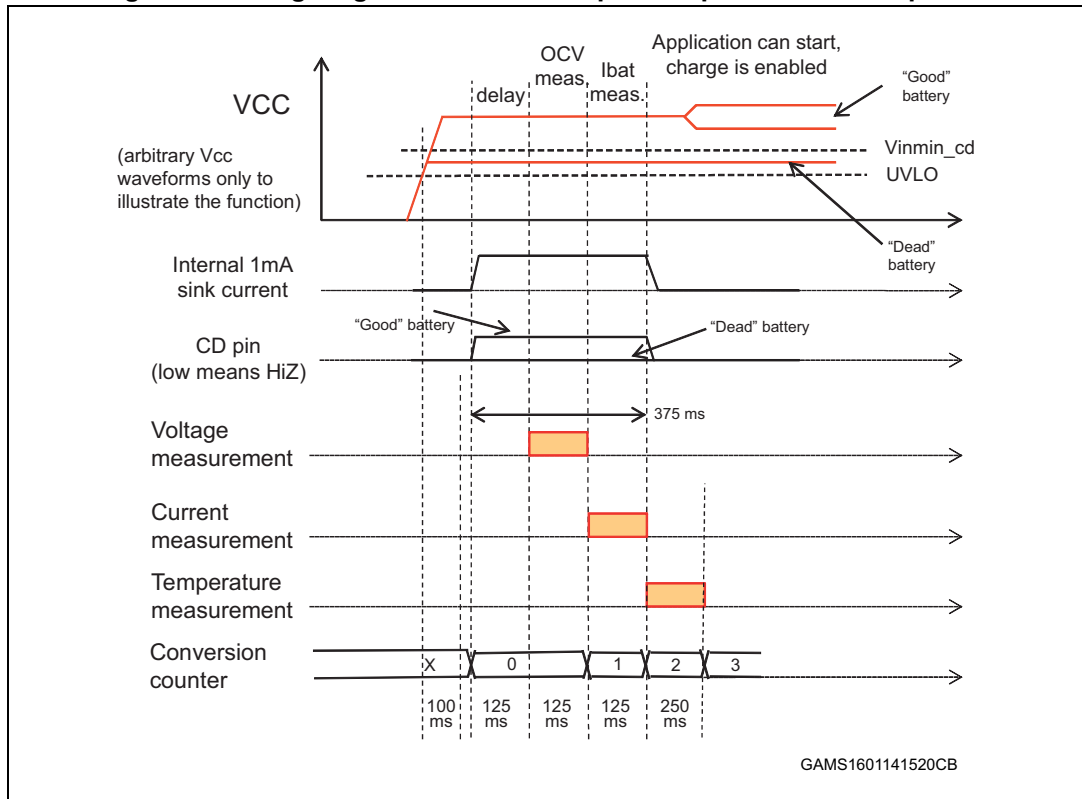 Application can start,
charge is enabled
OCV
meas.
Ibat
meas.
delay
"Good"
battery
VCC
Vinmin_cd
(arbitrary Vcc
waveforms only to
illustrate the function)
UVLO
"Dead"
battery
Internal 1mA
sink current
"Good" battery
"Dead" battery
CD pin
(low means HiZ)
375 ms
Voltage
measurement
Current
measurement
Temperature
measurement
Conversion
counter
X 0 1 2 3
100
ms
125
ms
125
ms
125
ms
250
ms
GAMS1601141520CB